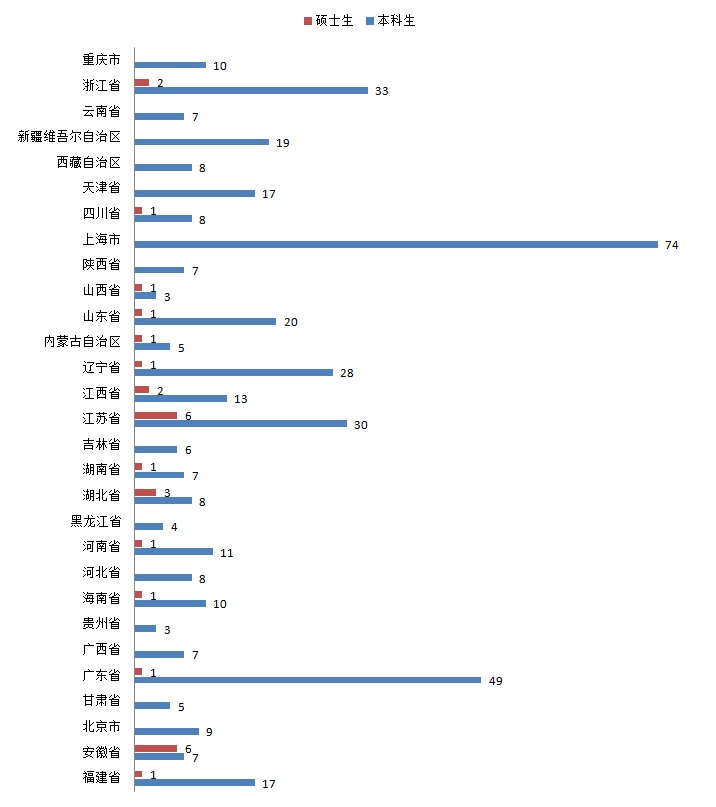 硕士生 本科生
重庆市 10
浙江省 2 33
云南省 7
新疆维吾尔自治区 19
西藏自治区 8
天津省 17
四川省 1 8
上海市 74
陕西省 7
山西省 1 3
山东省 1 20
内蒙古自治区 1 5
辽宁省 1 28
江西省 2 13
江苏省 6 30
吉林省 6
湖南省 1 7
湖北省 3 8
黑龙江省 4
河南省 1 11
河北省 8
海南省 1 10
贵州省 3
广西省 7
广东省 1 49
甘肃省 5
北京市 9
安徽省 6 7
福建省 1 17